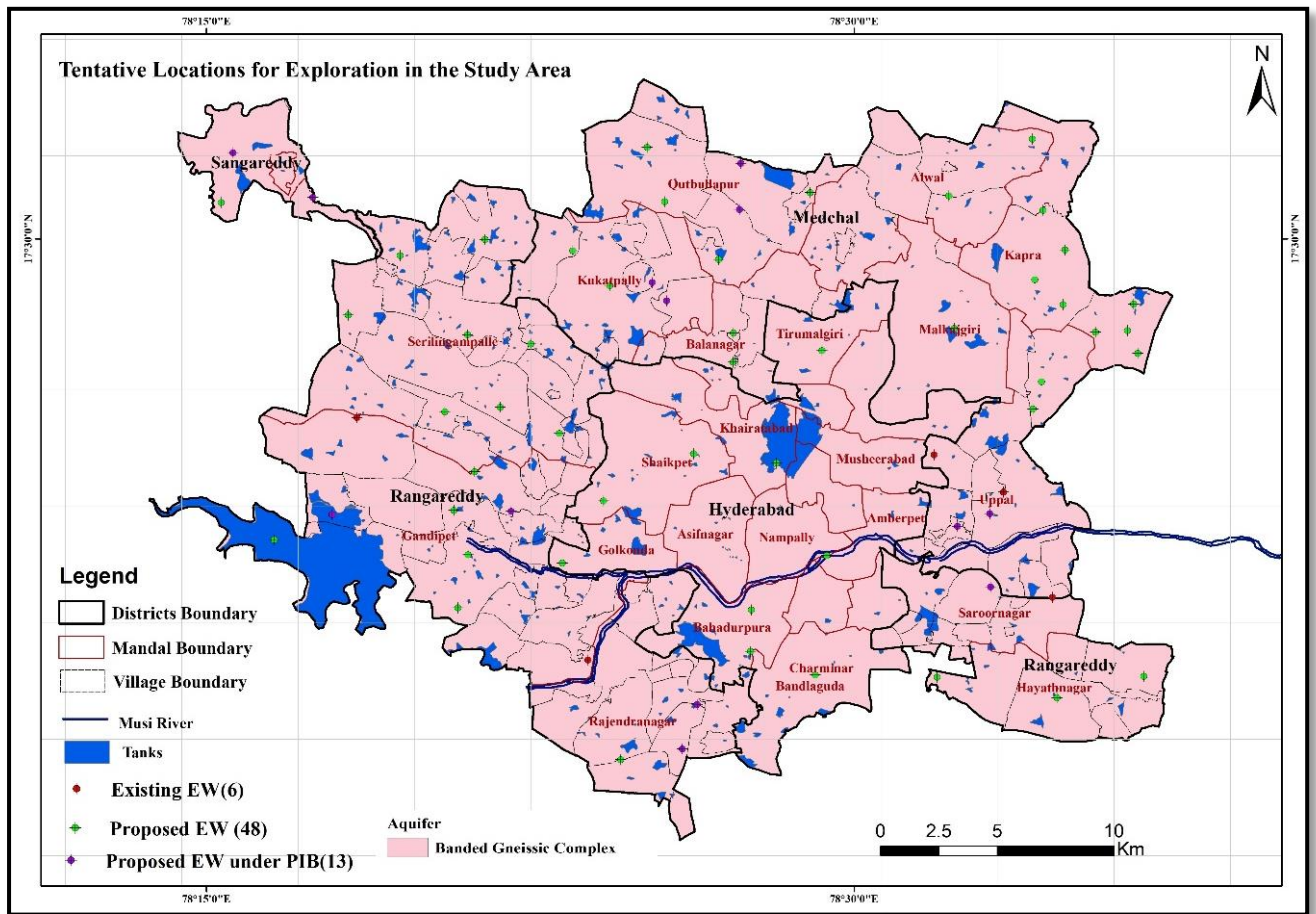 78°15'0"E
78°30'0"E
Tentative Locations for Exploration in the Study Area
N
17°30'0"N
17°30'0"N
Sangareddy
Qutbullapur
Alwal
Medchal
Kapra
Kukatpally
Serilingampalle
Balanagar
Tirumalgiri
Malkajgiri
Khairatabad
Shaikpet
Musheerabad
Rangareddy
Hyderabad
Uppal
Gandipet
Golkonda
Asifnagar
Nampally
Amberpet
Saroornagar
Bahadurpura
Charminar
Bandlaguda
Rangareddy
Hayathnagar
Rajendranagar
Legend
Districts Boundary
Mandal Boundary
Village Boundary
Musi River
Tanks
Existing EW(6)
Proposed EW (48)
Proposed EW under PIB(13)
Aquifer
Banded Gneissic Complex
0 2.5 5 10
Km
78°15'0"E
78°30'0"E